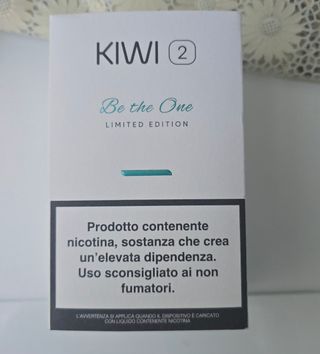 KIWI 2
Be the One
LIMITED EDITION
Prodotto contenente
nicotina, sostanza che crea
un'elevata dipendenza.
Uso sconsigliato ai non
fumatori.
L'AVVERTENZA SI APPLICA QUANDO IL DISPOSITIVO È CARICATO
CON LIQUIDO CONTENENTE NICOTINA